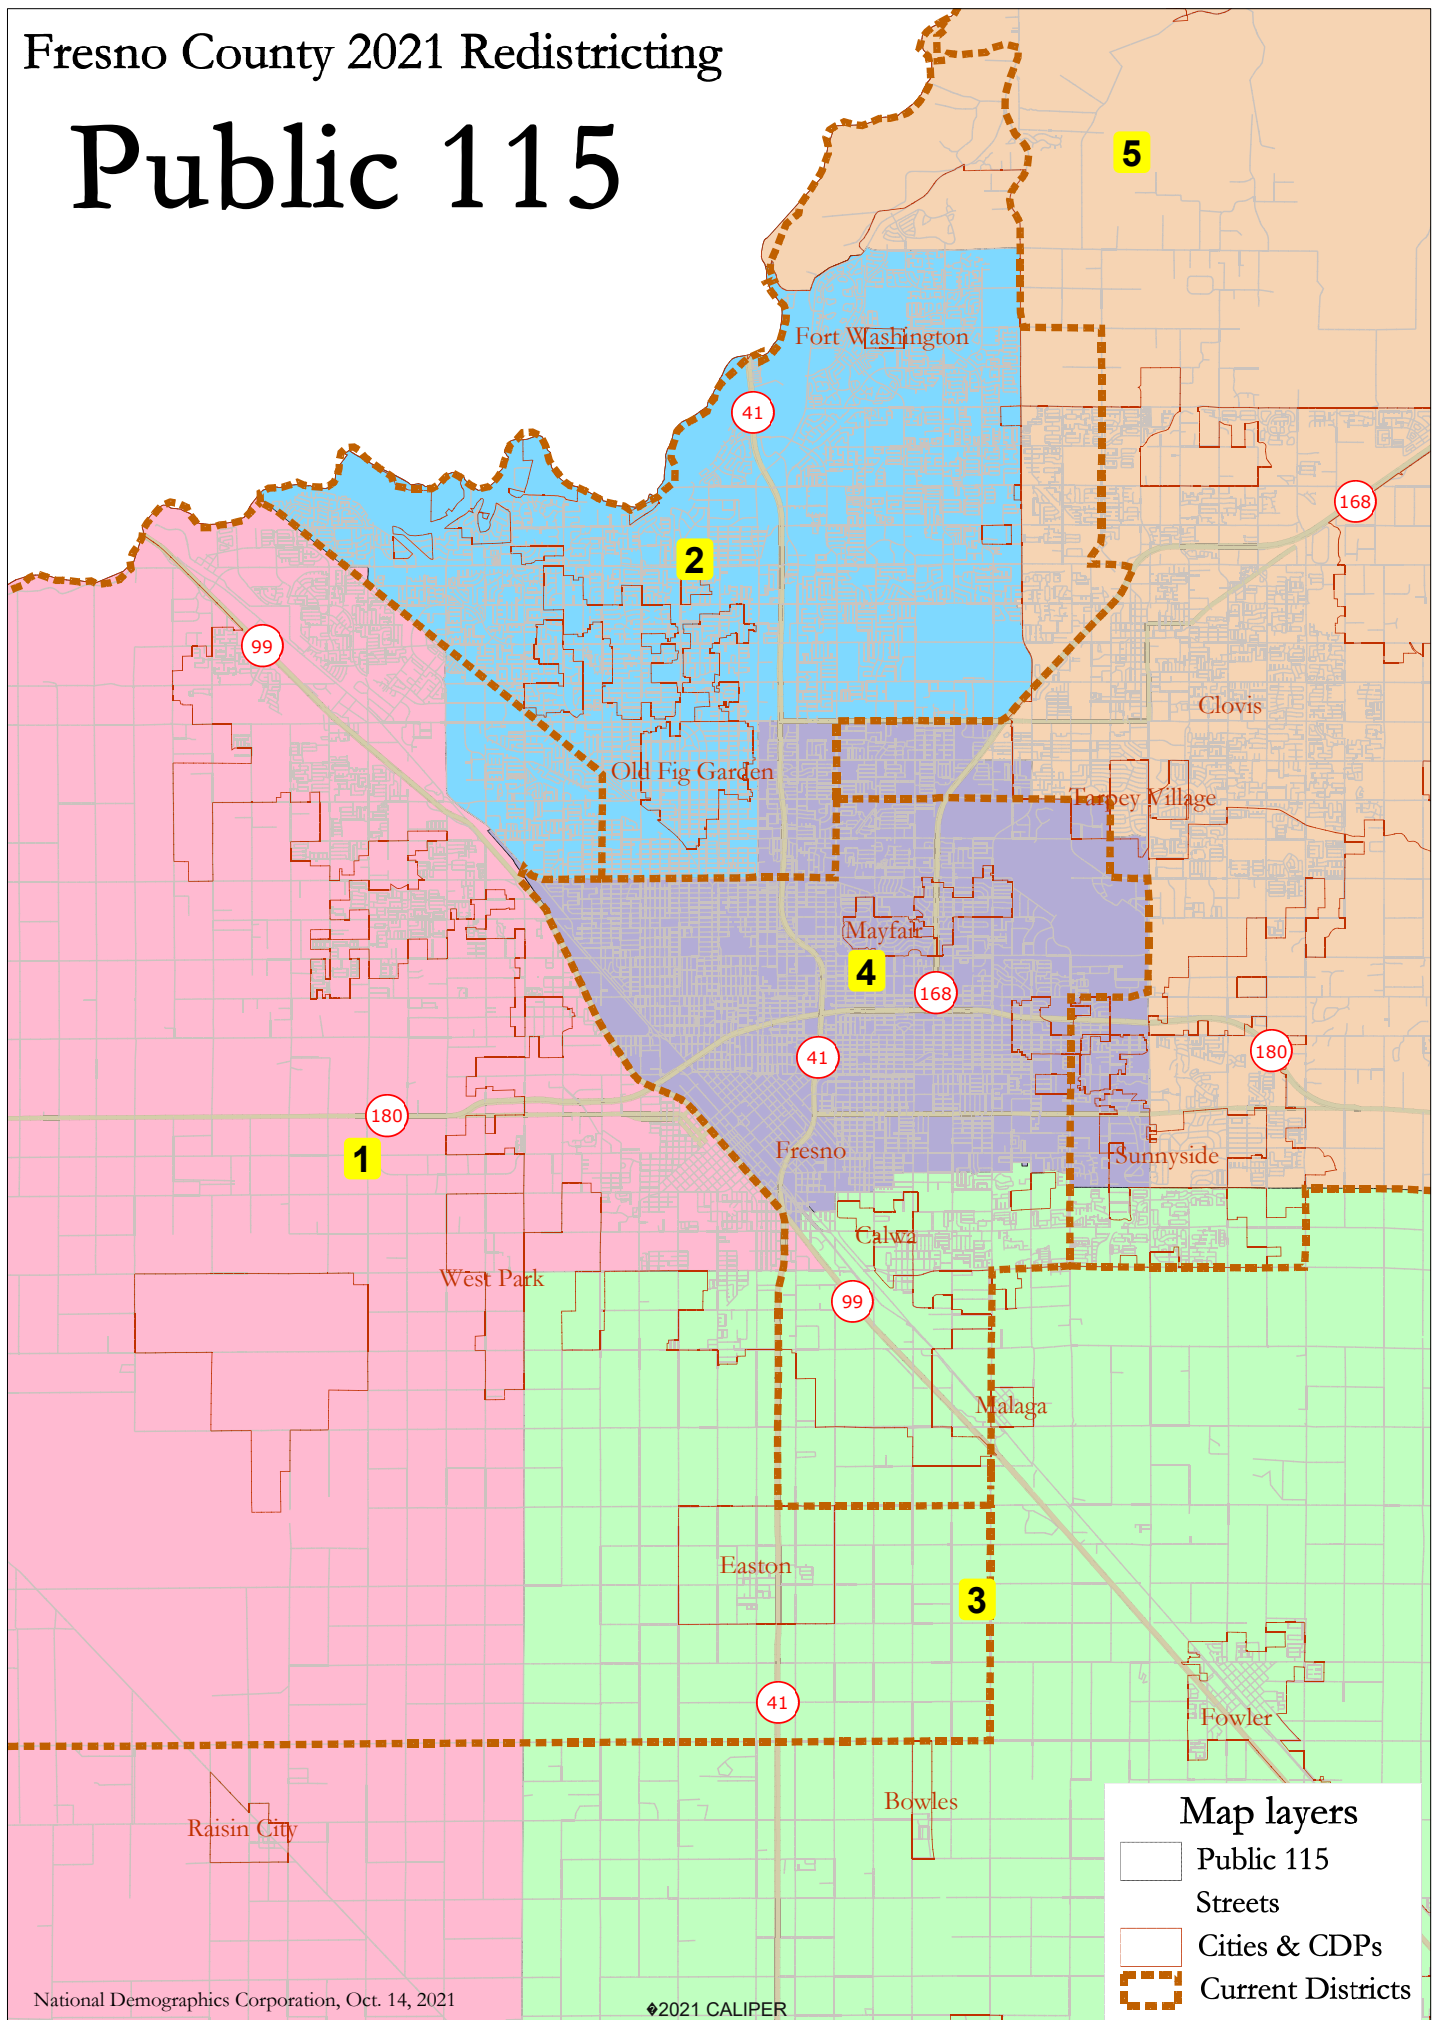 Fresno County 2021 Redistricting
Public 115
5
Fort Washington
41
168
2
99
Clovis
Old Fig Garden
Tarpey Village
Mayfair
4
168
41
180
180
1
Fresno
Sunnyside
Calwa
West Park
99
Malaga
Easton
3
41
Fowler
Bowles
Raisin City
Map layers
Public 115
Streets
Cities & CDPs
Current Districts
National Demographics Corporation, Oct. 14, 2021
�2021 CALIPER